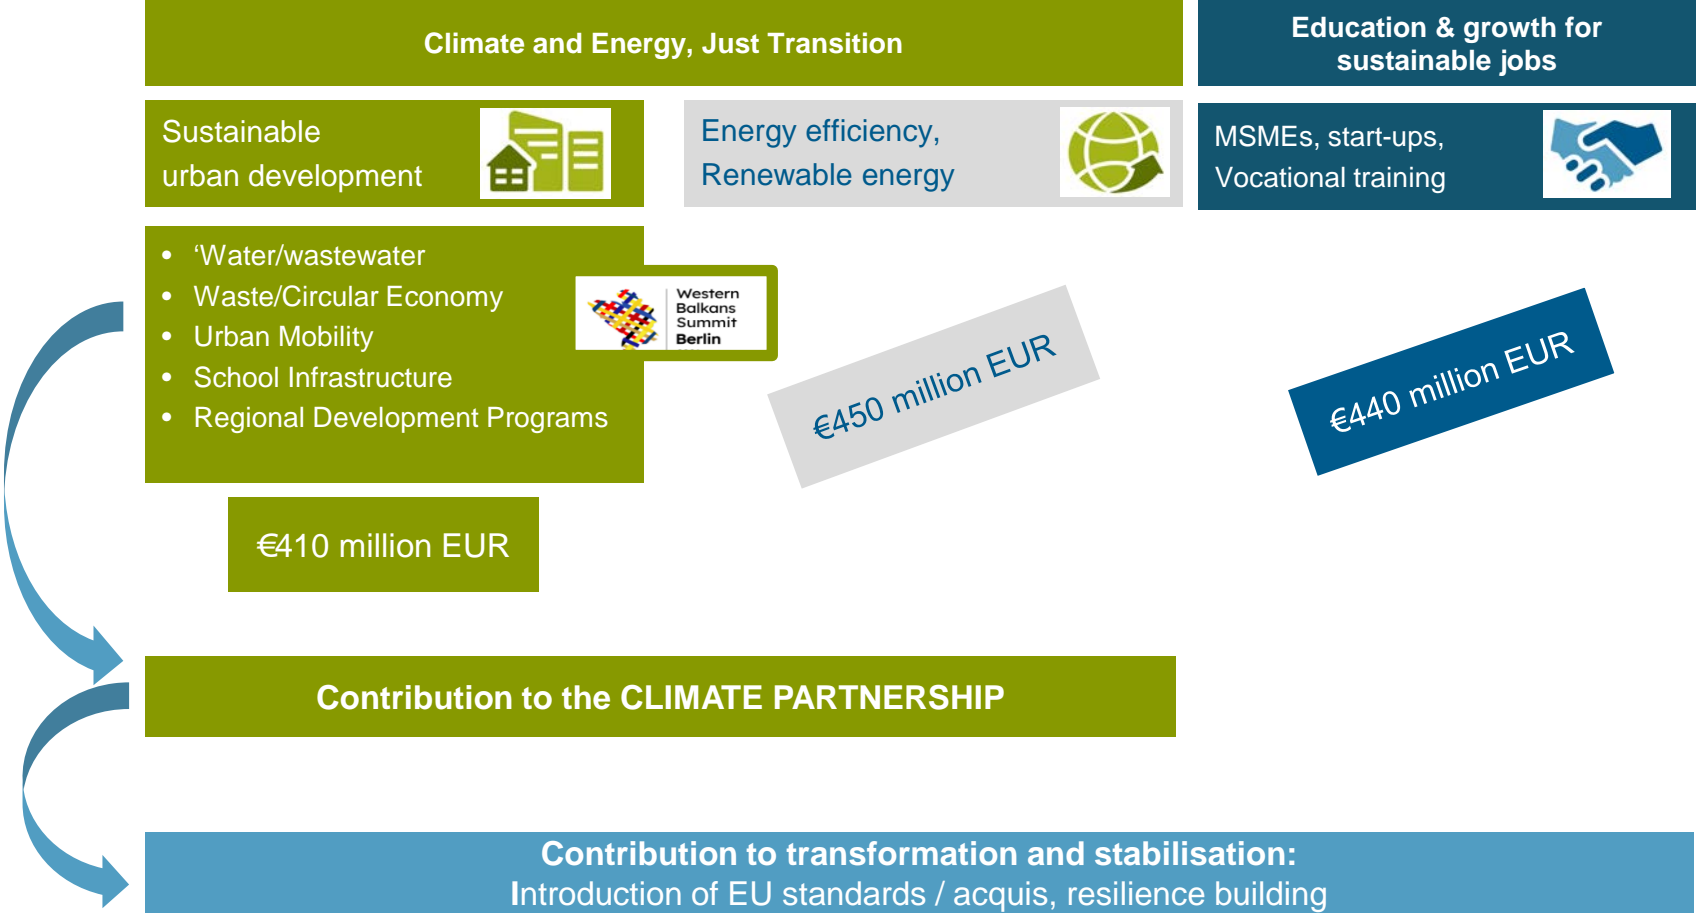 Climate and Energy, Just Transition
Education & growth for
sustainable jobs
Sustainable
urban development
Energy efficiency,
Renewable energy
MSMEs, start-ups,
Vocational training
• ‘Water/wastewater
• Waste/Circular Economy
• Urban Mobility
• School Infrastructure
• Regional Development Programs
Western
Balkans
Summit
Berlin
€450 million EUR
€440 million EUR
€410 million EUR
Contribution to the CLIMATE PARTNERSHIP
Contribution to transformation and stabilisation:
Introduction of EU standards / acquis, resilience building